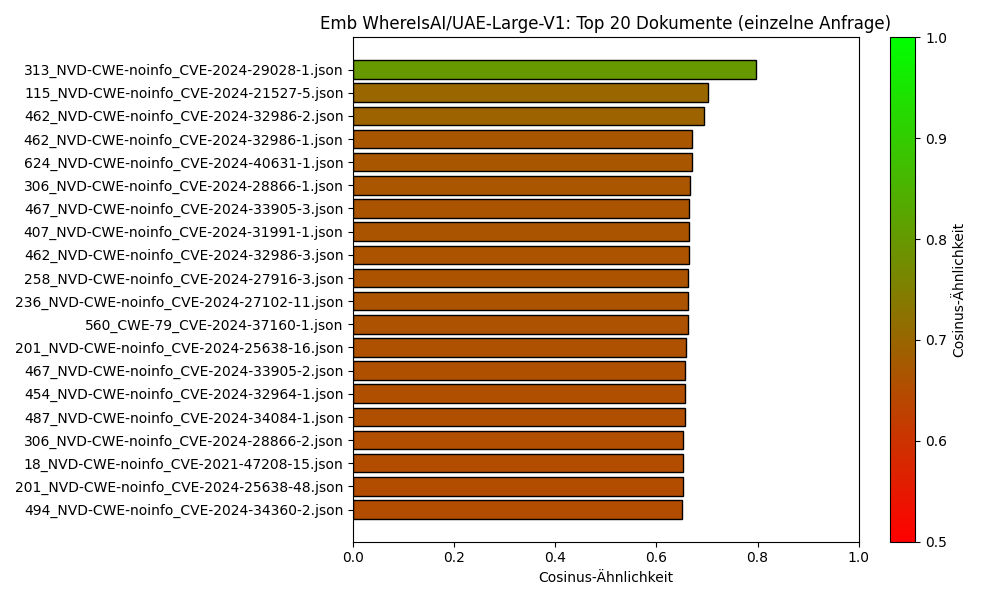 Emb WhereIsAI/UAE-Large-V1: Top 20 Dokumente (einzelne Anfrage)
313_NVD-CWE-noinfo_CVE-2024-29028-1.json
115_NVD-CWE-noinfo_CVE-2024-21527-5.json
462_NVD-CWE-noinfo_CVE-2024-32986-2.json
462_NVD-CWE-noinfo_CVE-2024-32986-1.json
624_NVD-CWE-noinfo_CVE-2024-40631-1.json
306_NVD-CWE-noinfo_CVE-2024-28866-1.json
467_NVD-CWE-noinfo_CVE-2024-33905-3.json
407_NVD-CWE-noinfo_CVE-2024-31991-1.json
462_NVD-CWE-noinfo_CVE-2024-32986-3.json
258_NVD-CWE-noinfo_CVE-2024-27916-3.json
236_NVD-CWE-noinfo_CVE-2024-27102-11.json
560_CWE-79_CVE-2024-37160-1.json
201_NVD-CWE-noinfo_CVE-2024-25638-16.json
467_NVD-CWE-noinfo_CVE-2024-33905-2.json
454_NVD-CWE-noinfo_CVE-2024-32964-1.json
487_NVD-CWE-noinfo_CVE-2024-34084-1.json
306_NVD-CWE-noinfo_CVE-2024-28866-2.json
18_NVD-CWE-noinfo_CVE-2021-47208-15.json
201_NVD-CWE-noinfo_CVE-2024-25638-48.json
494_NVD-CWE-noinfo_CVE-2024-34360-2.json
0.0 0.2 0.4 0.6 0.8 1.0
Cosinus-Ähnlichkeit
1.0
0.9
0.8
0.7
0.6
0.5
Cosinus-Ähnlichkeit